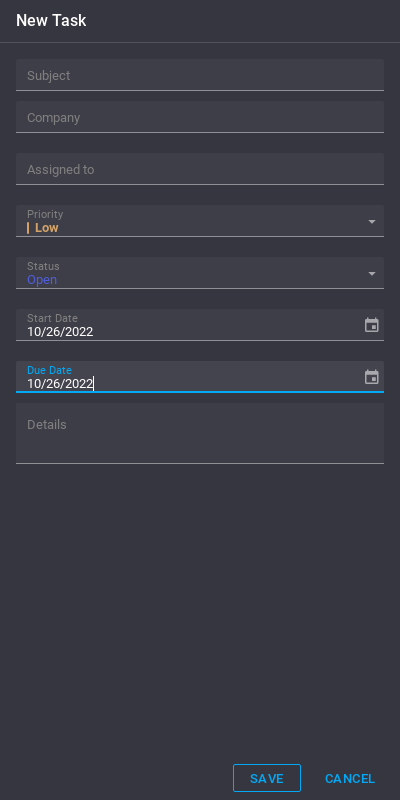 New Task
Subject
Company
Assigned to
Priority
Low
Status
Open
Start Date
10/26/2022
Due Date
10/26/2022
Details
SAVE CANCEL